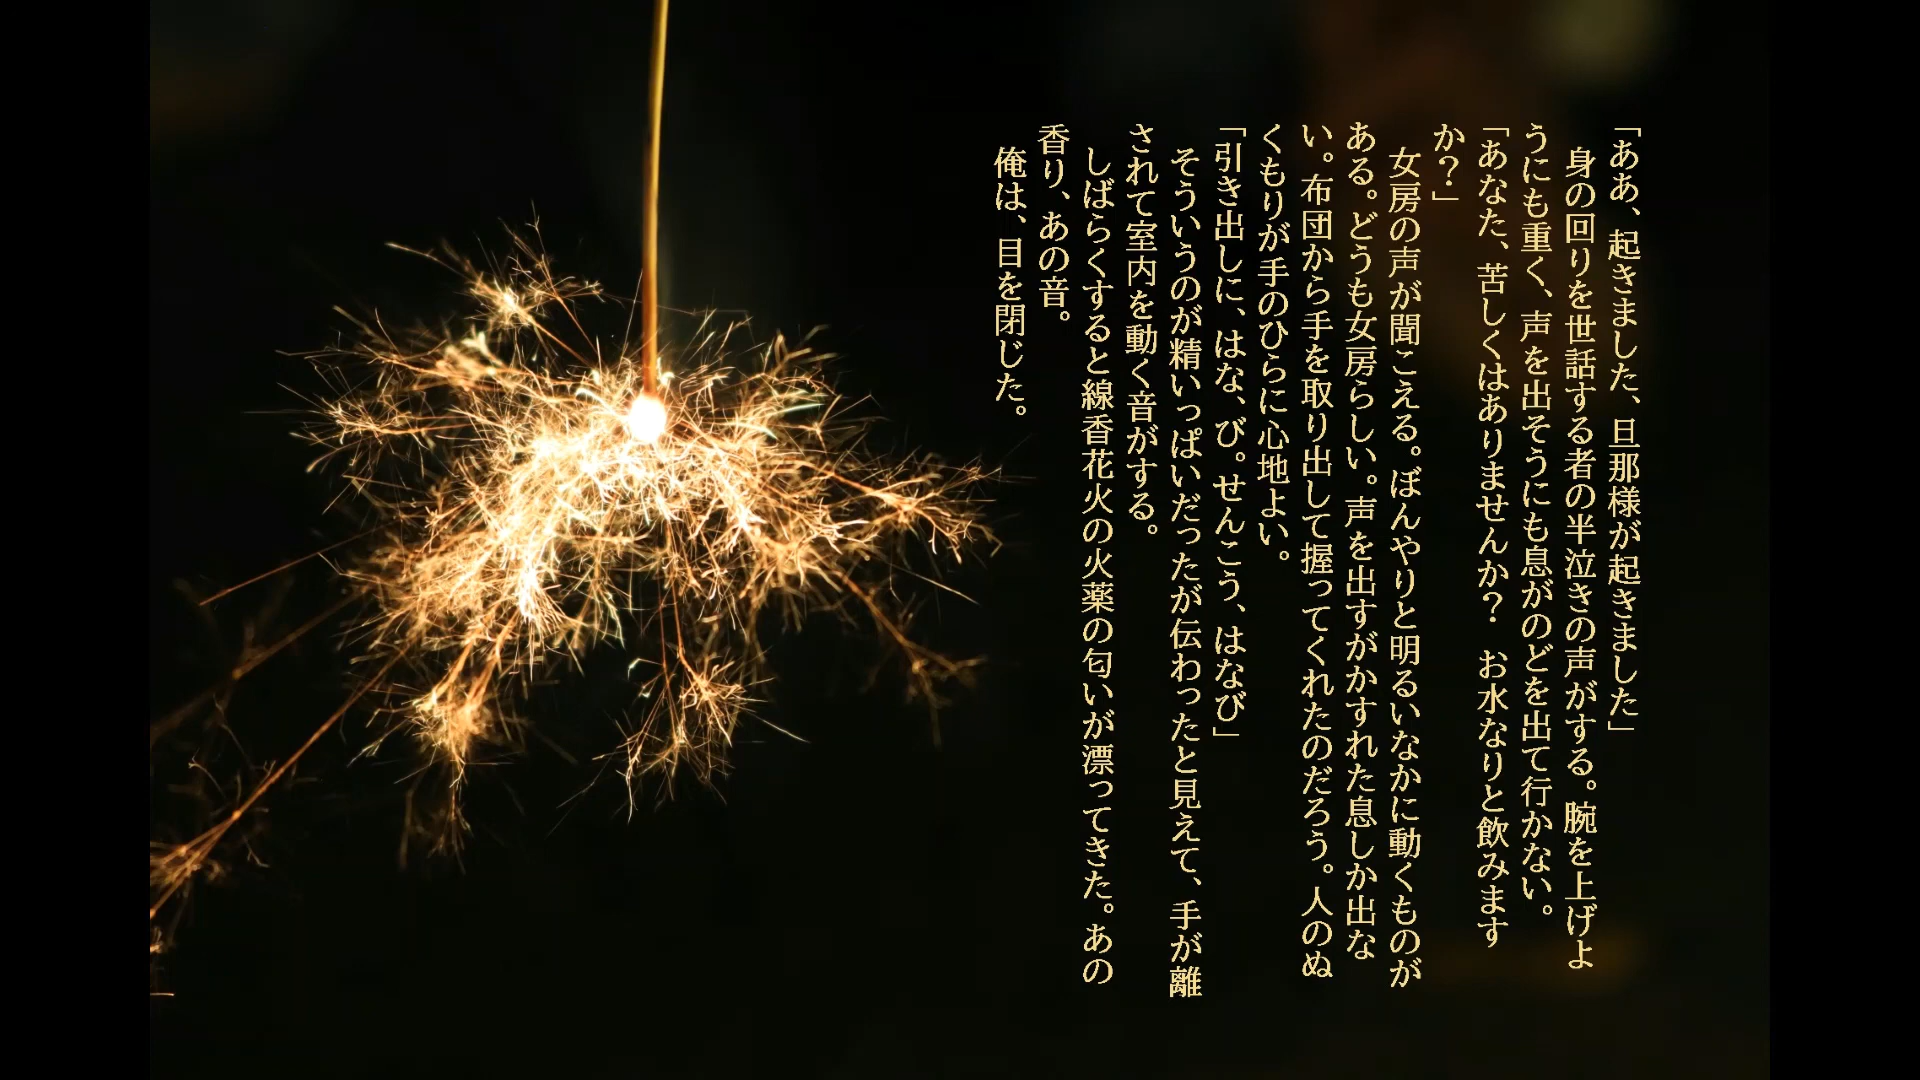 「ああ、起きました、旦那様が起きました」
　身の回りを世話する者の半泣きの声がする。腕を上げよ
うにも重く、声を出そうにも息がのどを出て行かない。
「あなた、苦しくはありませんか？　お水なりと飲みます
か？」
　女房の声が聞こえる。ぼんやりと明るいなかに動くものが
ある。どうも女房らしい。声を出すがかすれた息しか出な
い。布団から手を取り出して握ってくれたのだろう。人のぬ
くもりが手のひらに心地よい。
「引き出しに、はな、び。せんこう、はなび」
　そういうのが精いっぱいだったが伝わったと見えて、手が離
されて室内を動く音がする。
　しばらくすると線香花火の火薬の匂いが漂ってきた。あの
香り、あの音。
　俺は、目を閉じた。